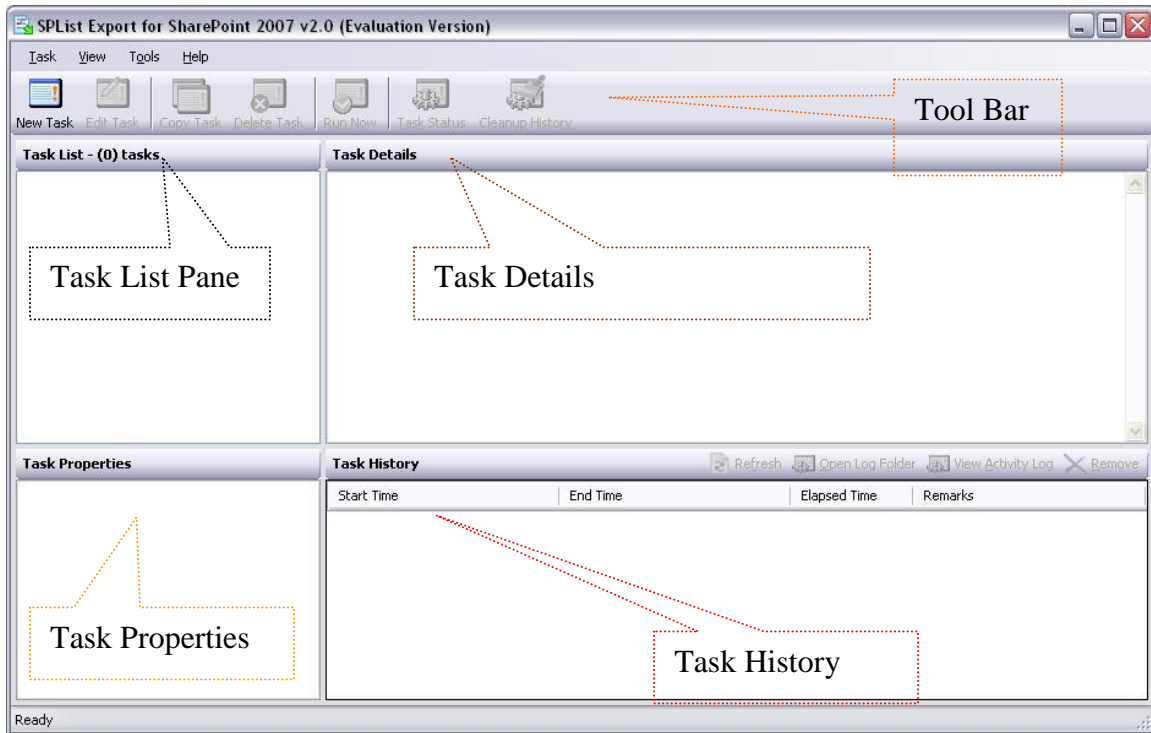 SPList Export for SharePoint 2007 v2.0 (Evaluation Version)
Task View Tools Help
New Task Edit Task Copy Task Delete Task Run Now Task Status Cleanup History
Tool Bar
Task List - (0) tasks
Task Details
Task List Pane
Task Details
Task Properties
Task History
Refresh Open Log Folder View Activity Log Remove
Start Time End Time Elapsed Time Remarks
Task Properties
Task History
Ready